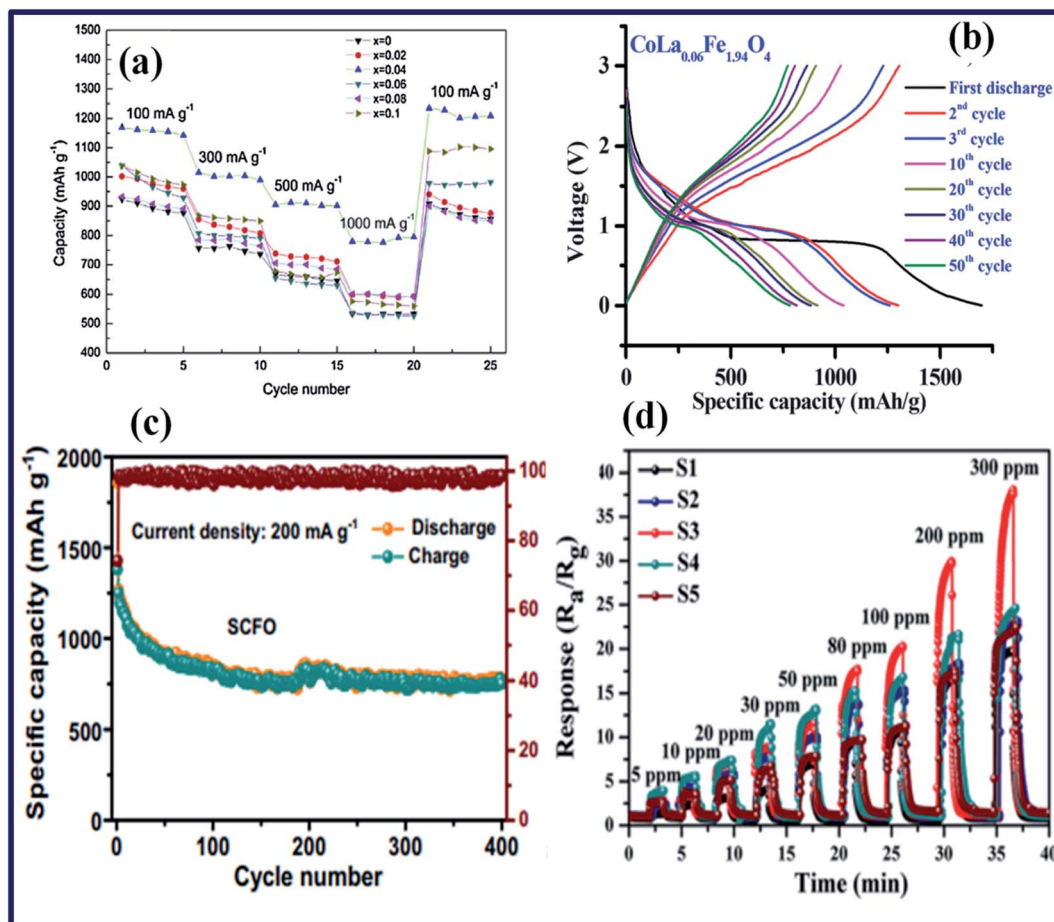 (a)
1500
1400
1300
1200
1100
1000
900
800
700
600
500
400
Capacity (mAh g⁻¹)
x=0
x=0.02
x=0.04
x=0.06
x=0.08
x=0.1
100 mA g⁻¹
300 mA g⁻¹
500 mA g⁻¹
1000 mA g⁻¹
100 mA g⁻¹
0 5 10 15 20 25
Cycle number
(b)
CoLa₀.₀₆Fe₁.₉₄O₄
3
2
1
0
Voltage (V)
First discharge
2nd cycle
3rd cycle
10th cycle
20th cycle
30th cycle
40th cycle
50th cycle
0 500 1000 1500
Specific capacity (mAh/g)
(c)
2000
1500
1000
500
0
Specific capacity (mAh g⁻¹)
Current density: 200 mA g⁻¹
Discharge
Charge
SCFO
100
80
60
40
20
0
0 100 200 300 400
Cycle number
(d)
40
35
30
25
20
15
10
5
0
Response (Ra/Rg)
S1
S2
S3
S4
S5
5 ppm
10 ppm
20 ppm
30 ppm
50 ppm
80 ppm
100 ppm
200 ppm
300 ppm
0 5 10 15 20 25 30 35 40
Time (min)